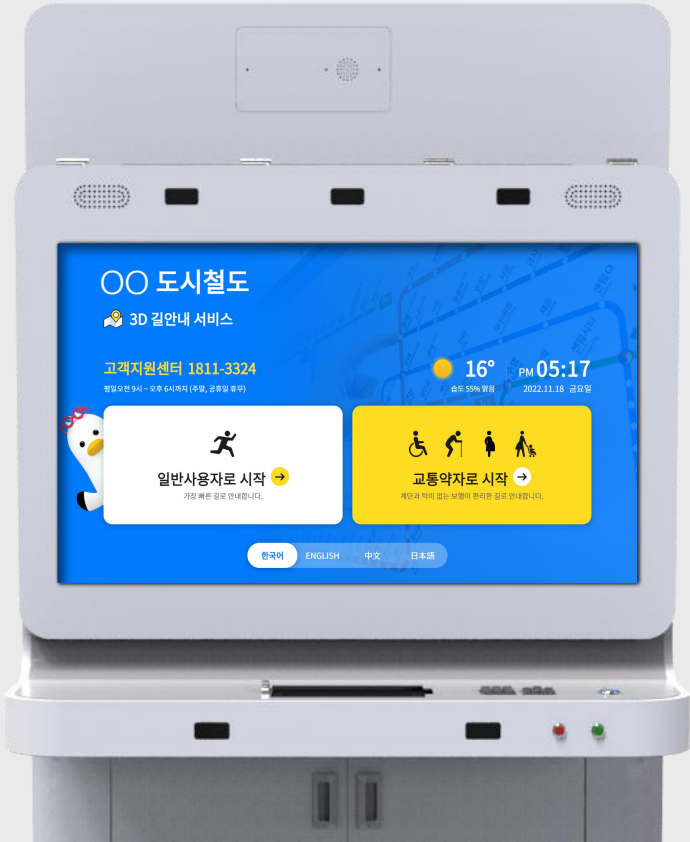 OO 도시철도
3D 길안내 서비스
고객지원센터 1811-3324
평일오전 9시 ~ 오후 6시까지 (주말, 공휴일 휴무)
16°
습도 55% 맑음
PM 05:17
2022.11.18 금요일
일반사용자로 시작
가장 빠른 길로 안내합니다.
교통약자로 시작
계단과 턱이 없는 보행이 편리한 길로 안내합니다.
한국어 ENGLISH 中文 日本語